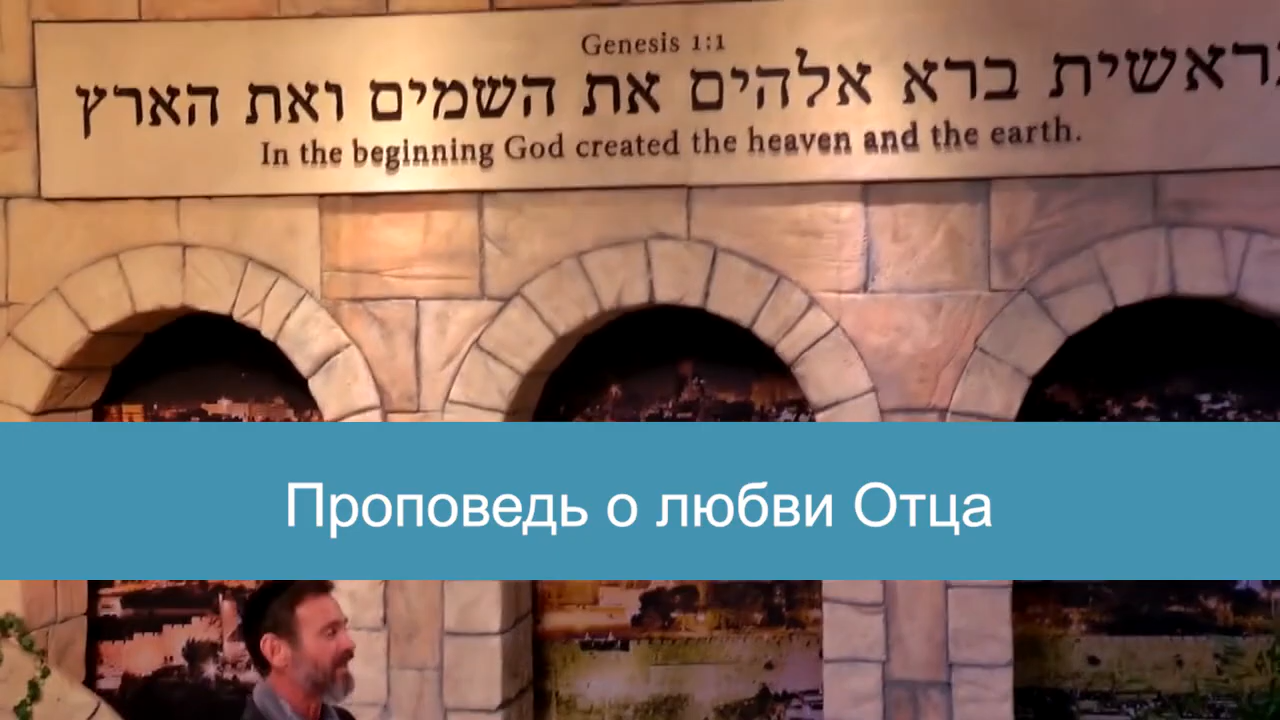 Genesis 1:1
בראשית ברא אלהים את השמים ואת הארץ
In the beginning God created the heaven and the earth.
Проповедь о любви Отца